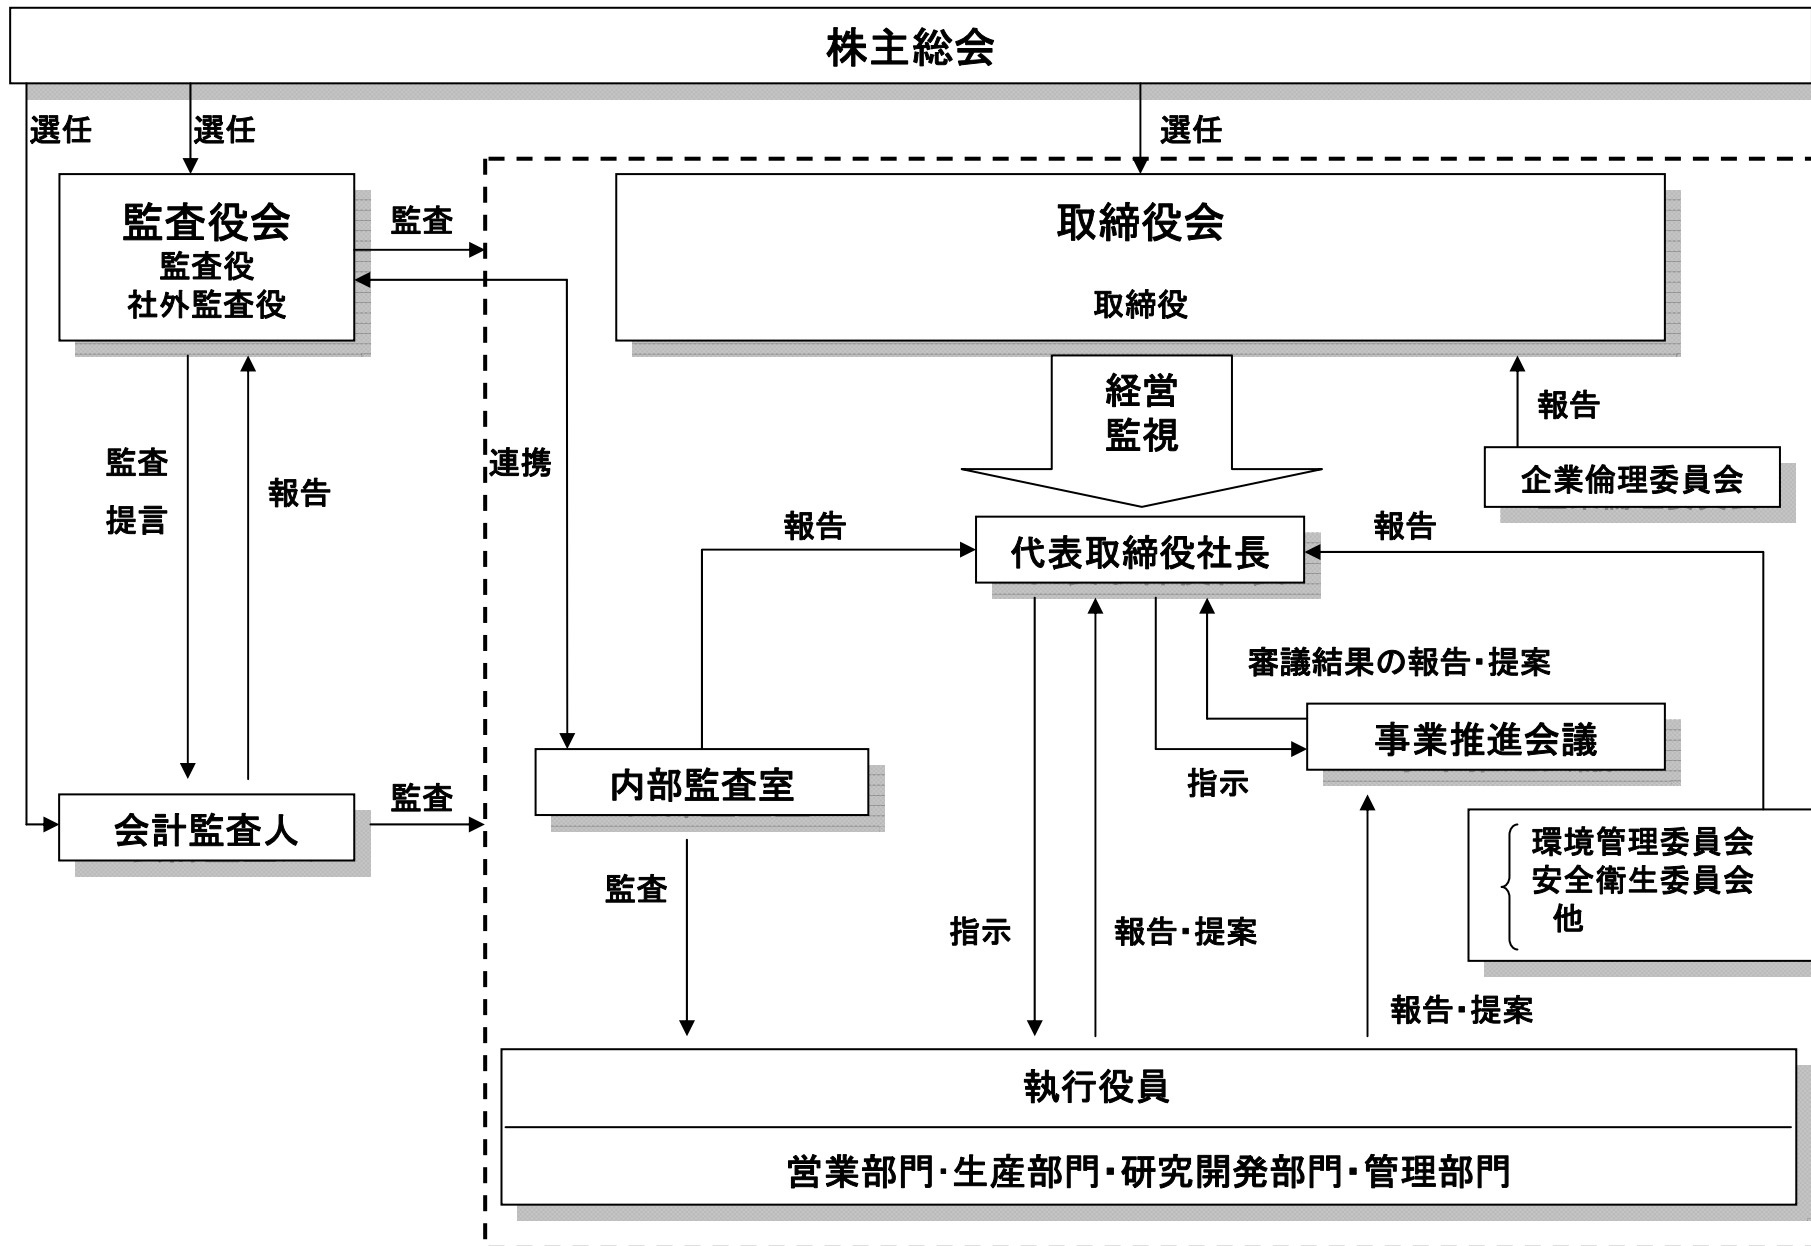 株主総会
選任
選任
選任
監査役会
監査役
社外監査役
監査
取締役会
取締役
経営
監視
報告
企業倫理委員会
監査
提言
報告
連携
報告
代表取締役社長
報告
審議結果の報告・提案
事業推進会議
指示
内部監査室
会計監査人
監査
環境管理委員会
安全衛生委員会
他
監査
指示
報告・提案
報告・提案
執行役員
営業部門・生産部門・研究開発部門・管理部門